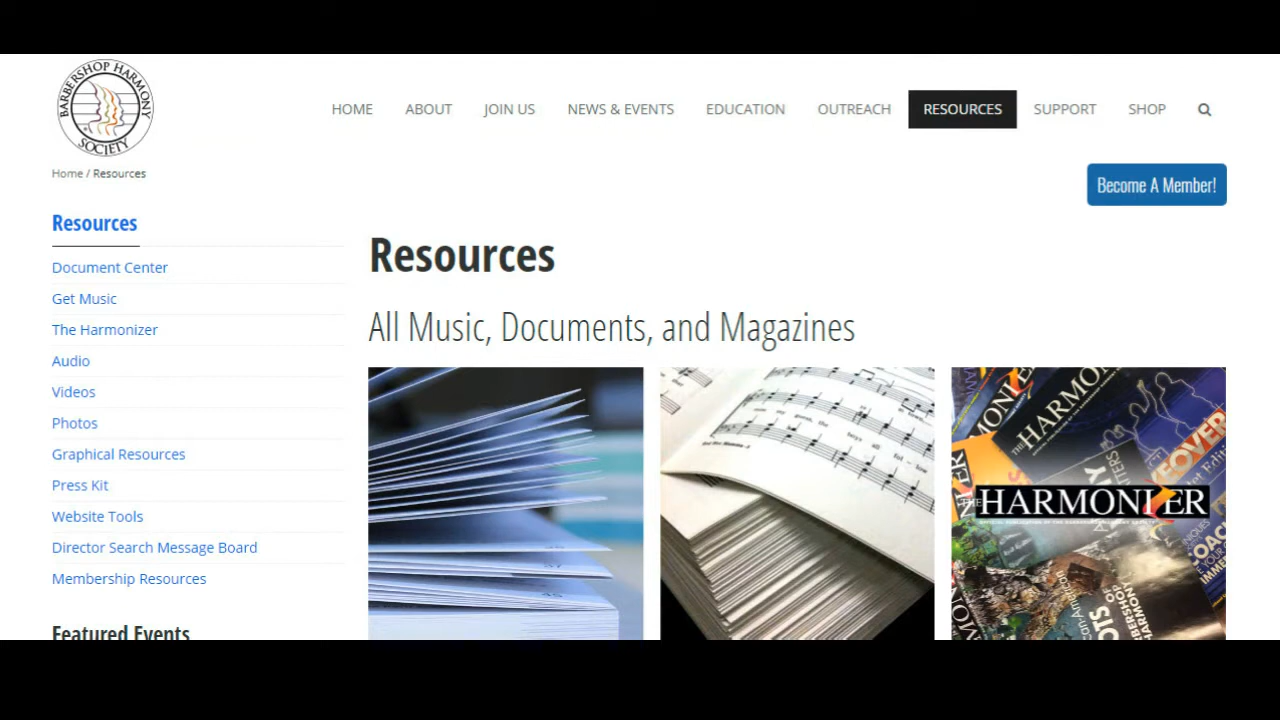 BARBERSHOP HARMONY
SOCIETY
HOME ABOUT JOIN US NEWS & EVENTS EDUCATION OUTREACH RESOURCES SUPPORT SHOP
Home / Resources
Become A Member!
Resources
Document Center
Get Music
The Harmonizer
Audio
Videos
Photos
Graphical Resources
Press Kit
Website Tools
Director Search Message Board
Membership Resources
Featured Events
Resources
All Music, Documents, and Magazines
THE HARMONIZER